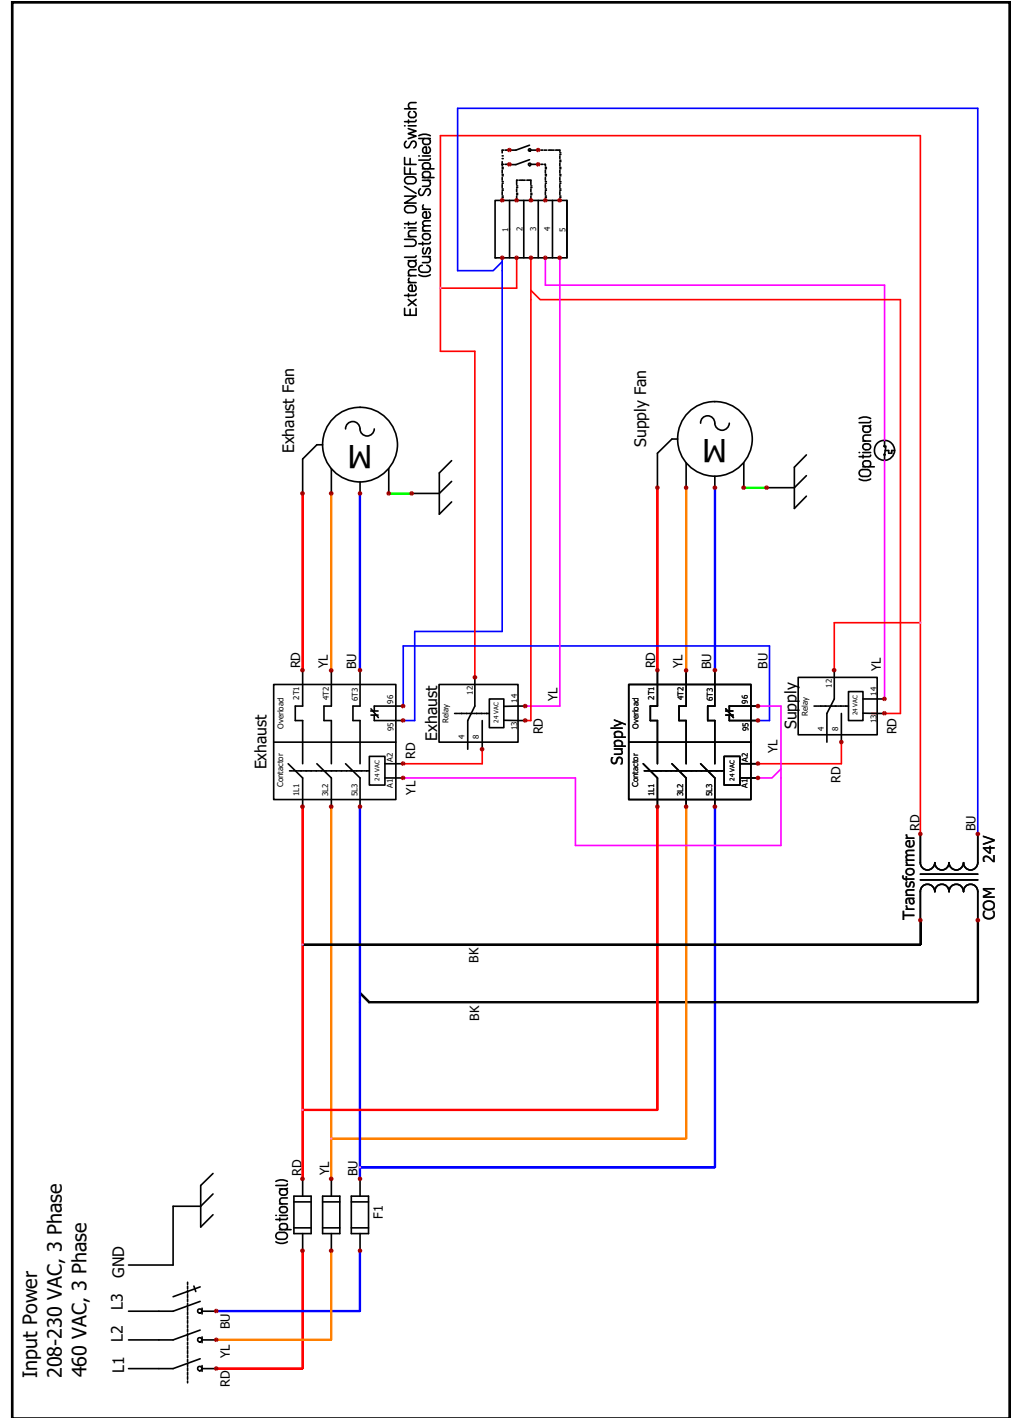 Input Power
208-230 VAC, 3 Phase
460 VAC, 3 Phase
L1
L2
L3
GND
RD
YL
BU
(Optional)
F1
RD
YL
BU
BK
BK
Exhaust
Contactor
Overload
1L1
3L2
5L3
2T1
4T2
6T3
24 VAC
A1
A2
95
96
RD
YL
BU
RD
YL
Exhaust
Relay
4
8
12
24 VAC
13
14
YL
RD
Exhaust Fan
M
External Unit ON/OFF Switch
(Customer Supplied)
1
2
3
4
5
Supply
Contactor
Overload
1L1
3L2
5L3
2T1
4T2
6T3
24 VAC
A1
A2
95
96
RD
YL
BU
BU
YL
RD
Supply
Relay
4
8
12
24 VAC
13
14
YL
RD
Supply Fan
M
(Optional)
Transformer
RD
BU
COM
24V